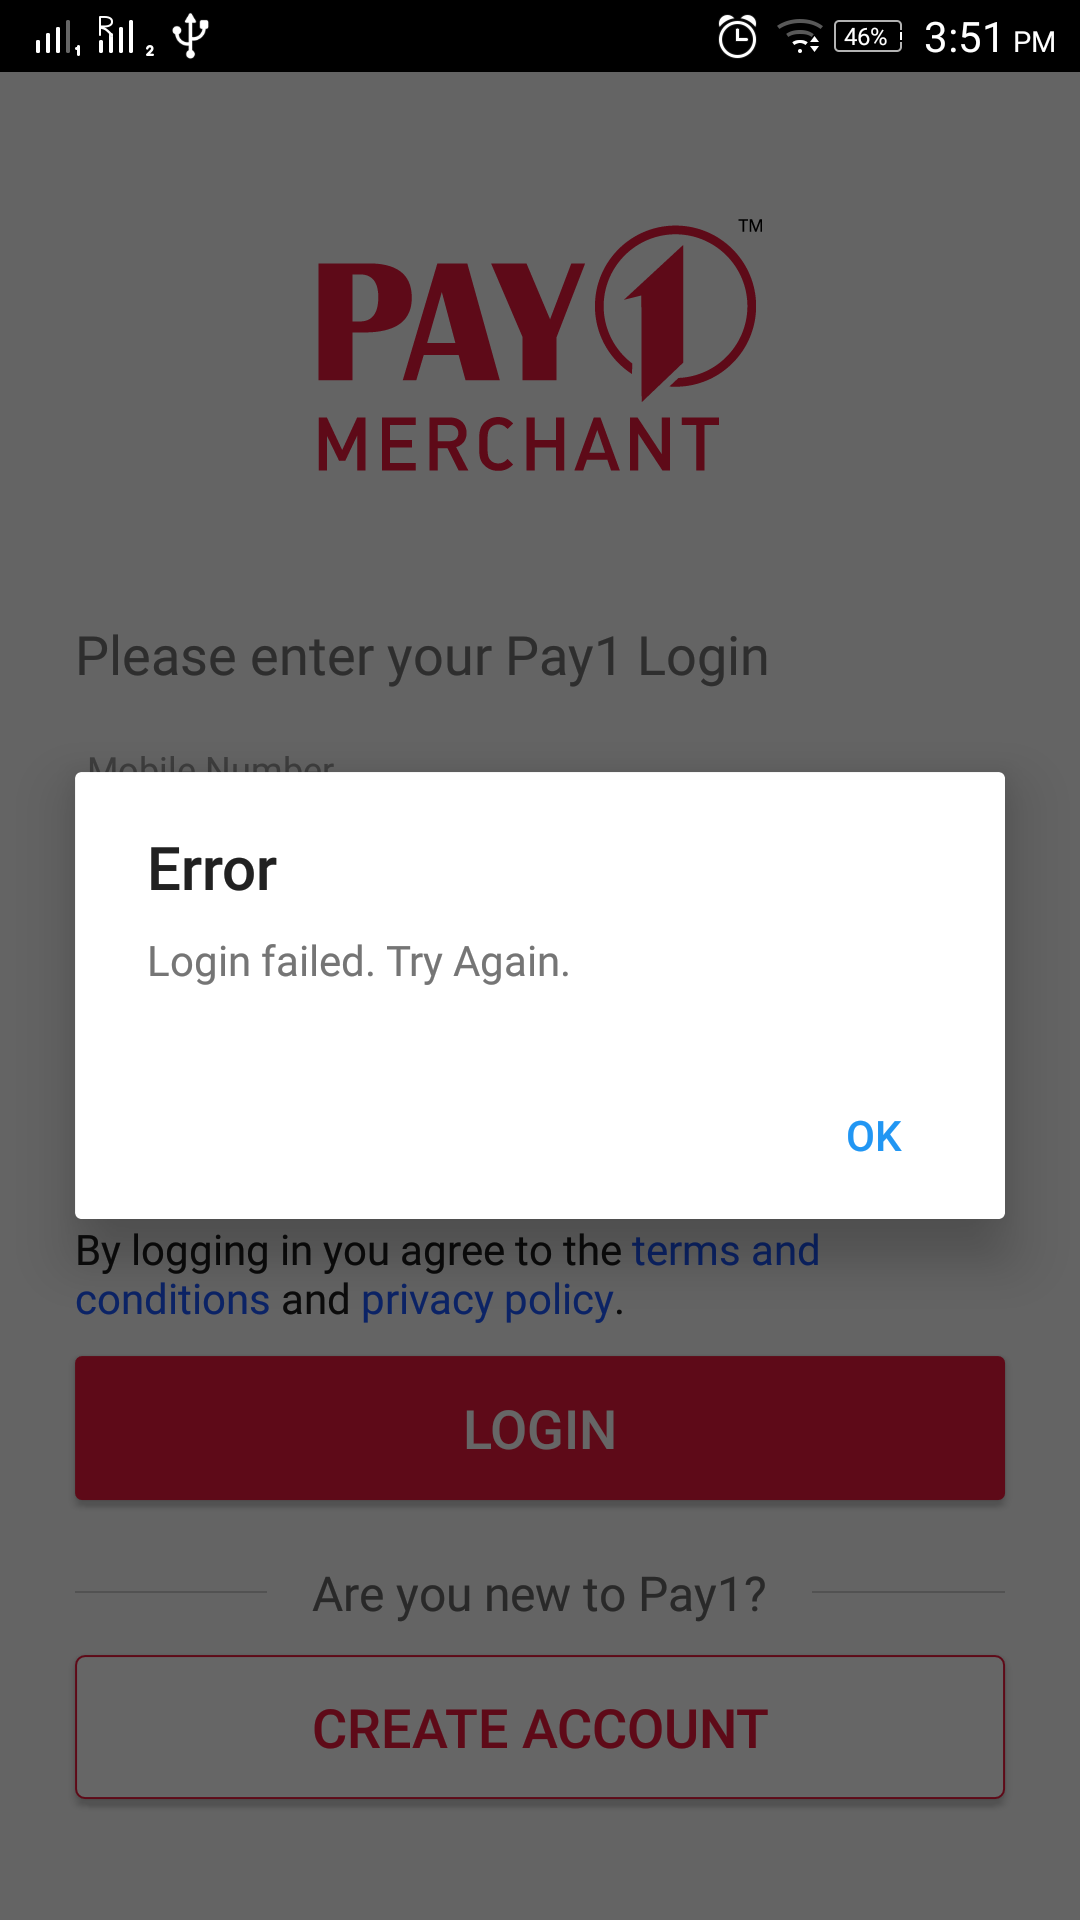 1 R 2 46% 3:51 PM
PAY1 TM
MERCHANT
Please enter your Pay1 Login
Mobile Number
Error
Login failed. Try Again.
OK
By logging in you agree to the terms and
conditions and privacy policy.
LOGIN
Are you new to Pay1?
CREATE ACCOUNT